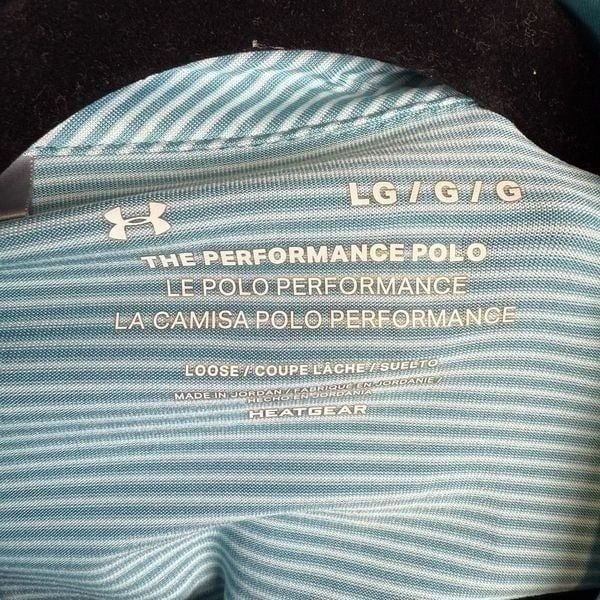 LG / G / G
THE PERFORMANCE POLO
LE POLO PERFORMANCE
LA CAMISA POLO PERFORMANCE
LOOSE / COUPE LÂCHE / SUELTO
MADE IN JORDAN / FABRIQUÉ EN JORDANIE /
HECHO EN JORDANIA
HEATGEAR